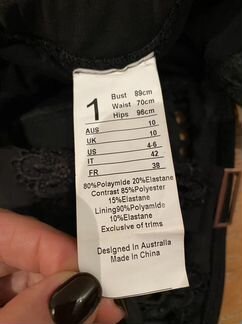 1
Bust 89cm
Waist 70cm
Hips 96cm
AUS 10
UK 10
US 4-6
IT 42
FR 38
80%Polaymide 20%Elastane
Contrast 85%Polyester
15%Elastane
Lining90%Polyamide
10%Elastane
Exclusive of trims
Designed In Australia
Made In China